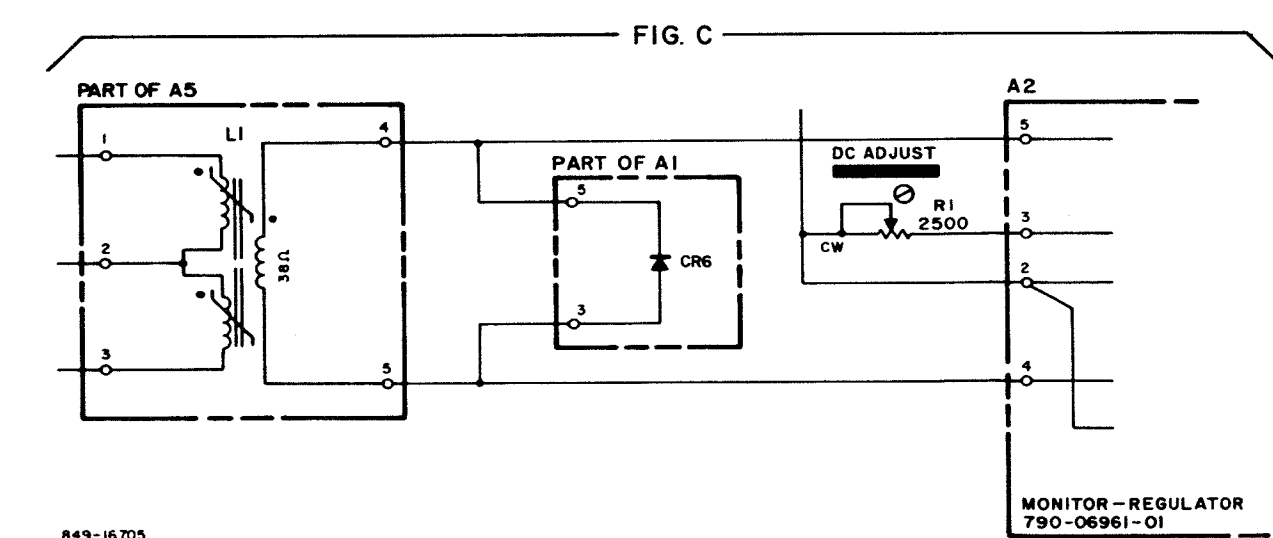 FIG. C
PART OF A5
A2
1
L1
4
5
DC ADJUST
PART OF A1
5
R1
2500
3
CW
2
38Ω
CR6
2
3
3
5
4
MONITOR-REGULATOR
790-06961-01
849-16705